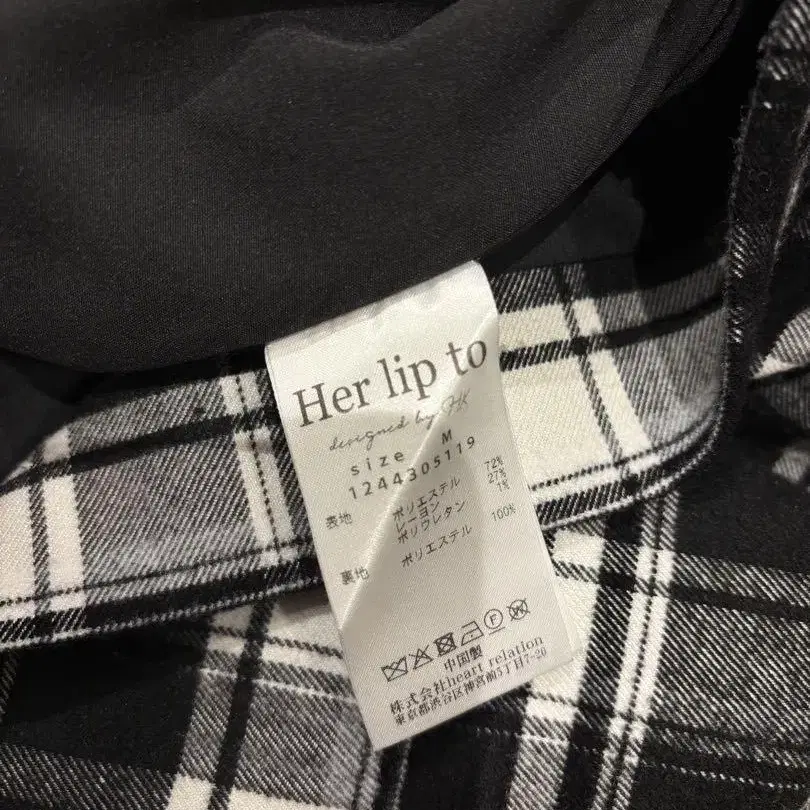 Her lip to
designed by HK
size M
1244305119
表地 ポリエステル 72%
レーヨン 27%
ポリウレタン 1%
裏地 ポリエステル 100%
F
中国製
株式会社heart relation
東京都渋谷区神宮前5丁目7-20